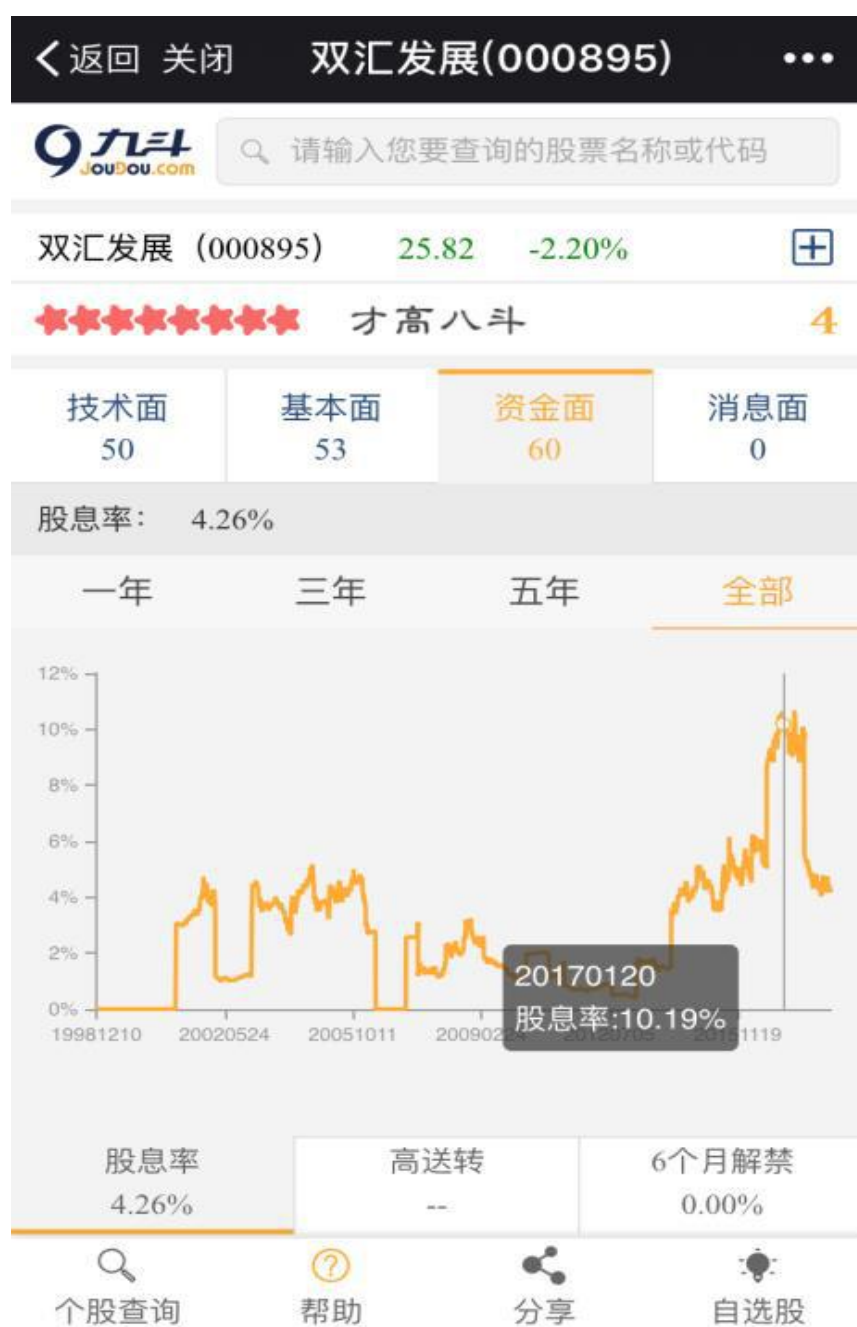 返回 关闭 双汇发展(000895)
九斗 JouDou.com 请输入您要查询的股票名称或代码
双汇发展（000895） 25.82 -2.20%
才高八斗 4
技术面 基本面 资金面 消息面
50 53 60 0
股息率： 4.26%
一年 三年 五年 全部
12%
10%
8%
6%
4%
2%
0%
20170120
股息率:10.19%
19981210 20020524 20051011 20090224 20120709 20151119
股息率 高送转 6个月解禁
4.26% -- 0.00%
个股查询 帮助 分享 自选股